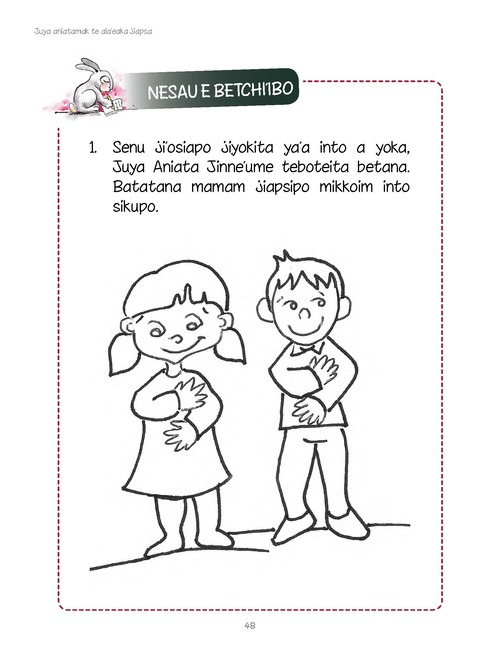 Juya aniatamak te ala'eaka jiapsa
NESAU E BETCHI'IBO
1. Senu ji'osiapo jiyokita ya'a into a yoka,
Juya Aniata Jinne'ume teboteita betana.
Batatana mamam jiapsipo mikkoim into
sikupo.
48